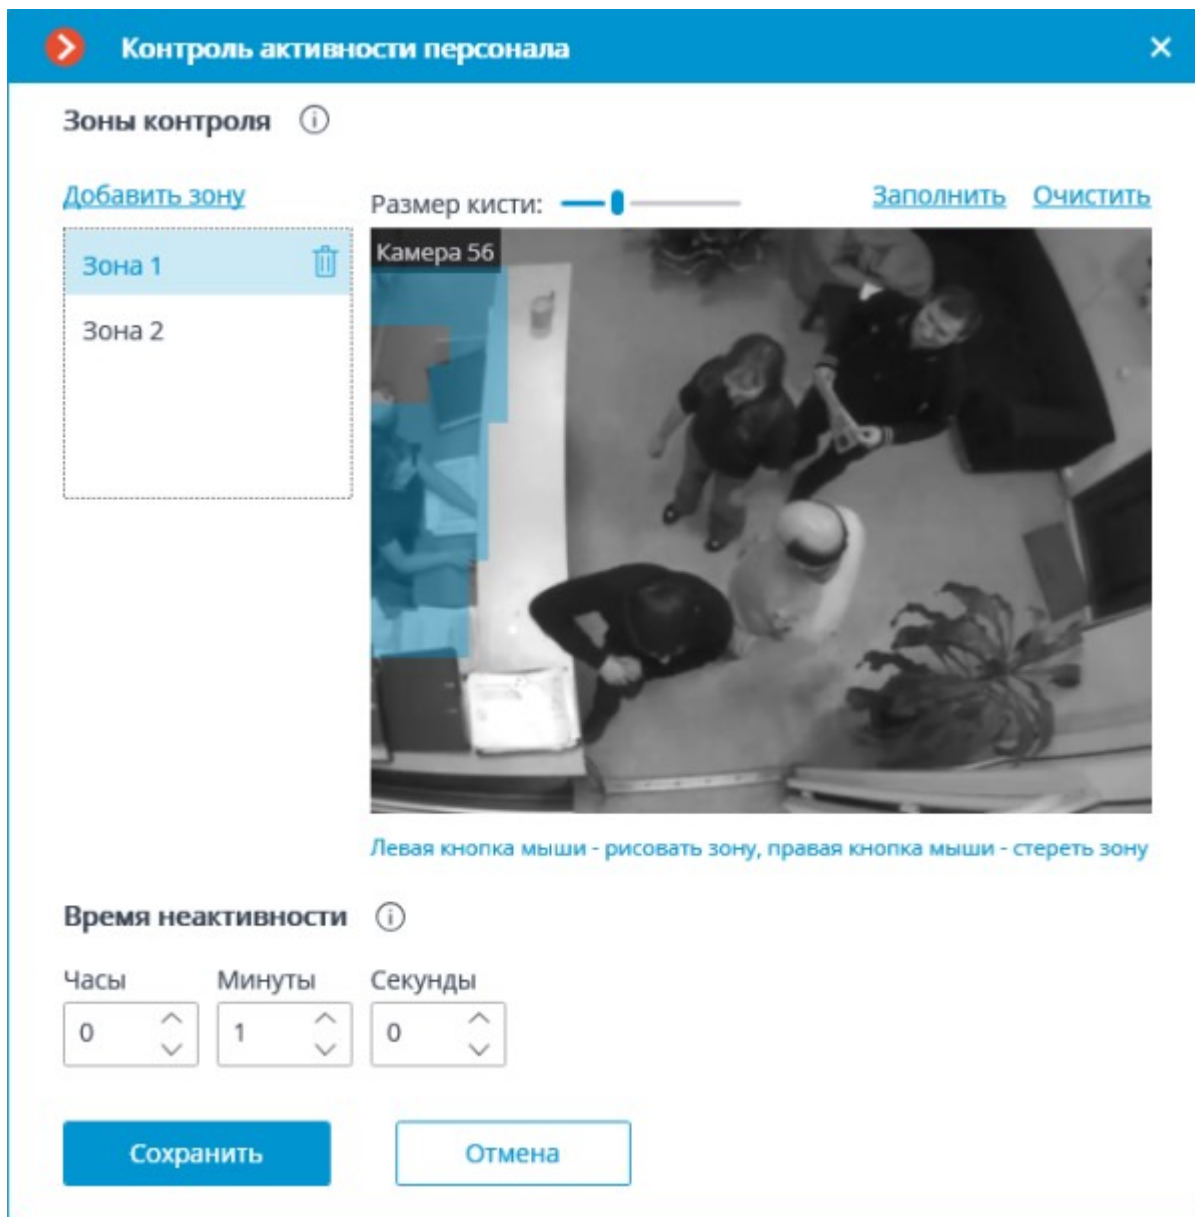 Контроль активности персонала
Зоны контроля
Добавить зону
Размер кисти:
Заполнить Очистить
Зона 1
Зона 2
Камера 56
Левая кнопка мыши - рисовать зону, правая кнопка мыши - стереть зону
Время неактивности
Часы Минуты Секунды
0 1 0
Сохранить Отмена